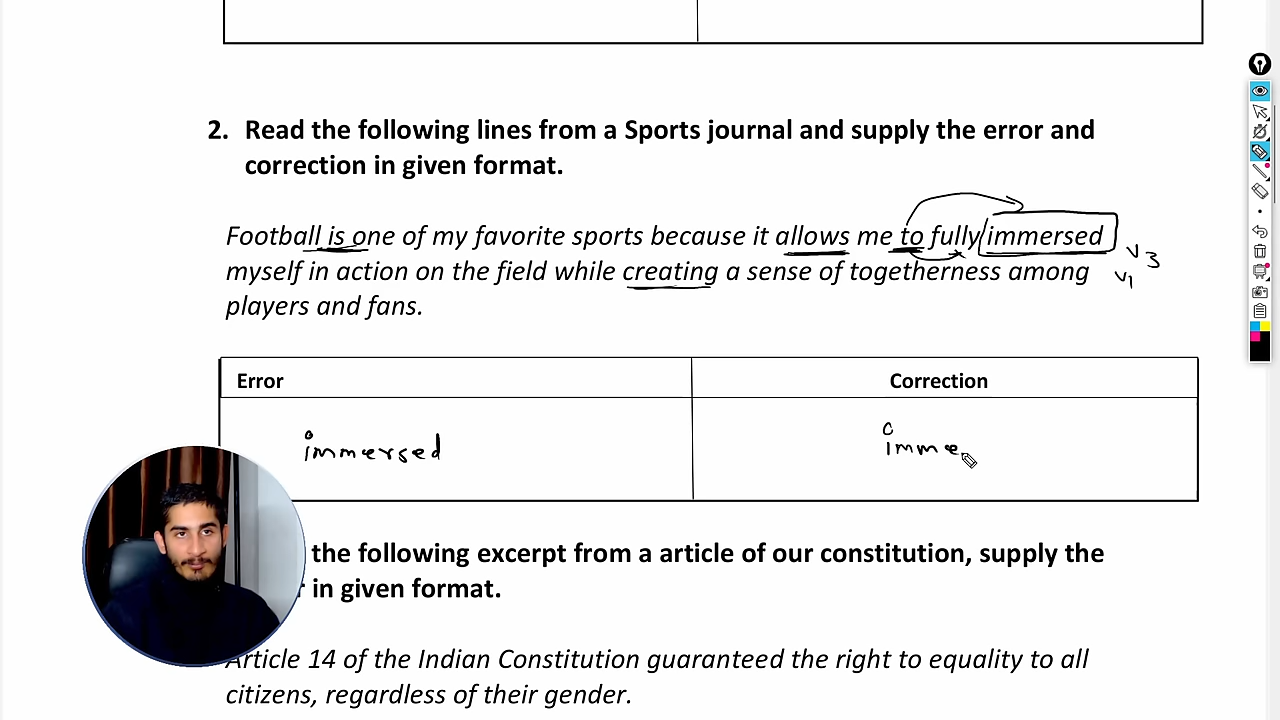 2. Read the following lines from a Sports journal and supply the error and
correction in given format.
Football is one of my favorite sports because it allows me to fully immersed
V3
myself in action on the field while creating a sense of togetherness among
V1
players and fans.
Error Correction
immersed imme
the following excerpt from a article of our constitution, supply the
in given format.
Article 14 of the Indian Constitution guaranteed the right to equality to all
citizens, regardless of their gender.